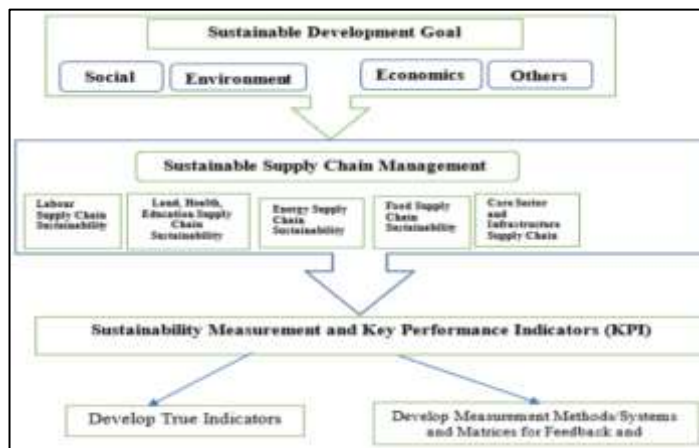 Sustainable Development Goal
Social
Environment
Economics
Others
Sustainable Supply Chain Management
Labour
Supply Chain
Sustainability
Land, Health,
Education Supply
Chain
Sustainability
Energy Supply
Chain
Sustainability
Food Supply
Chain
Sustainability
Core Sector
and
Infrastructure
Supply Chain
Sustainability Measurement and Key Performance Indicators (KPI)
Develop True Indicators
Develop Measurement Methods/Systems
and Matrices for Feedback and